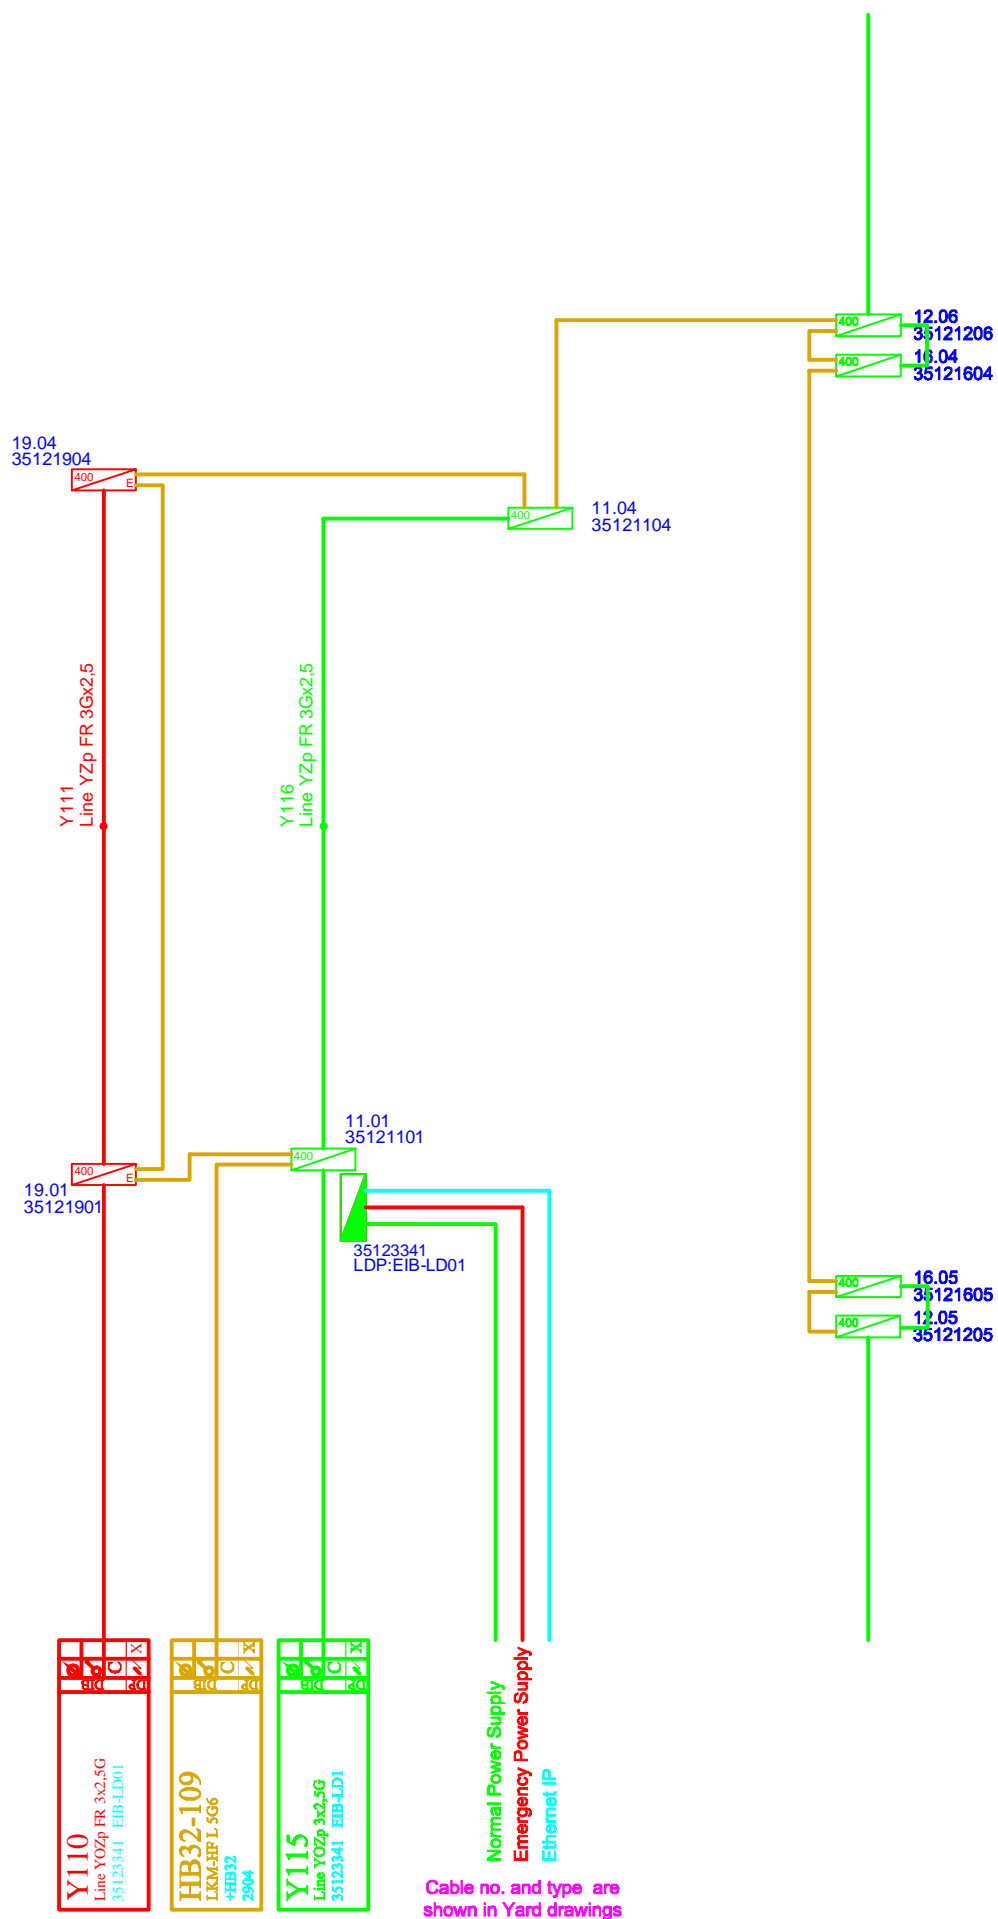 12.06
35121206
400
16.04
35121604
400
19.04
35121904
400
E
11.04
35121104
400
Y111
Line YZp FR 3Gx2,5
Y116
Line YZp FR 3Gx2,5
11.01
35121101
400
400
E
19.01
35121901
35123341
LDP:EIB-LD01
16.05
35121605
400
12.05
35121205
400
X
C
X
C
X
C
Y110
Line YOZp FR 3x2,5G
35123341 EIB-LD01
HB32-109
LKM-HF L 5G6
+HB32
2904
Y115
Line YOZp 3x2,5G
35123341 EIB-LD1
Normal Power Supply
Emergency Power Supply
Ethernet IP
Cable no. and type are
shown in Yard drawings